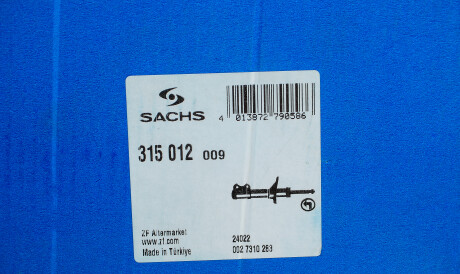 SACHS
4 013872 790586
315 012 009
ZF Aftermarket
www.zf.com
Made in Türkiye
24022
002 7310 283